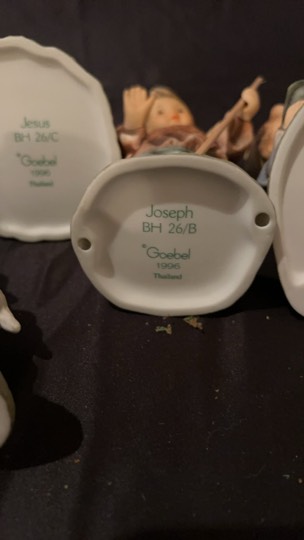 Jesus
BH 26/C
©Goebel
1996
Thailand
Joseph
BH 26/B
©Goebel
1996
Thailand